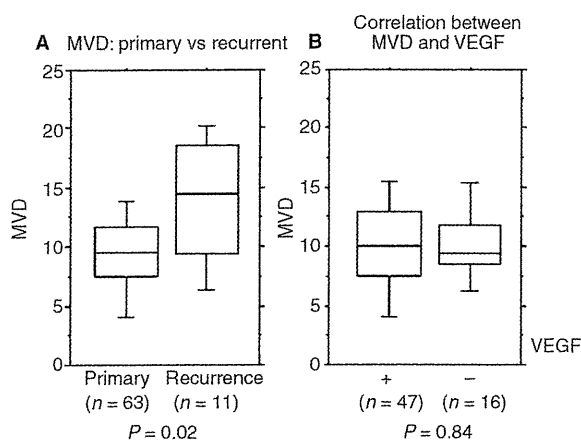 A MVD: primary vs recurrent
25
20
15
10
5
0
MVD
Primary Recurrence
(n = 63) (n = 11)
P = 0.02
B Correlation between
MVD and VEGF
25
20
15
10
5
0
MVD
VEGF
+ −
(n = 47) (n = 16)
P = 0.84